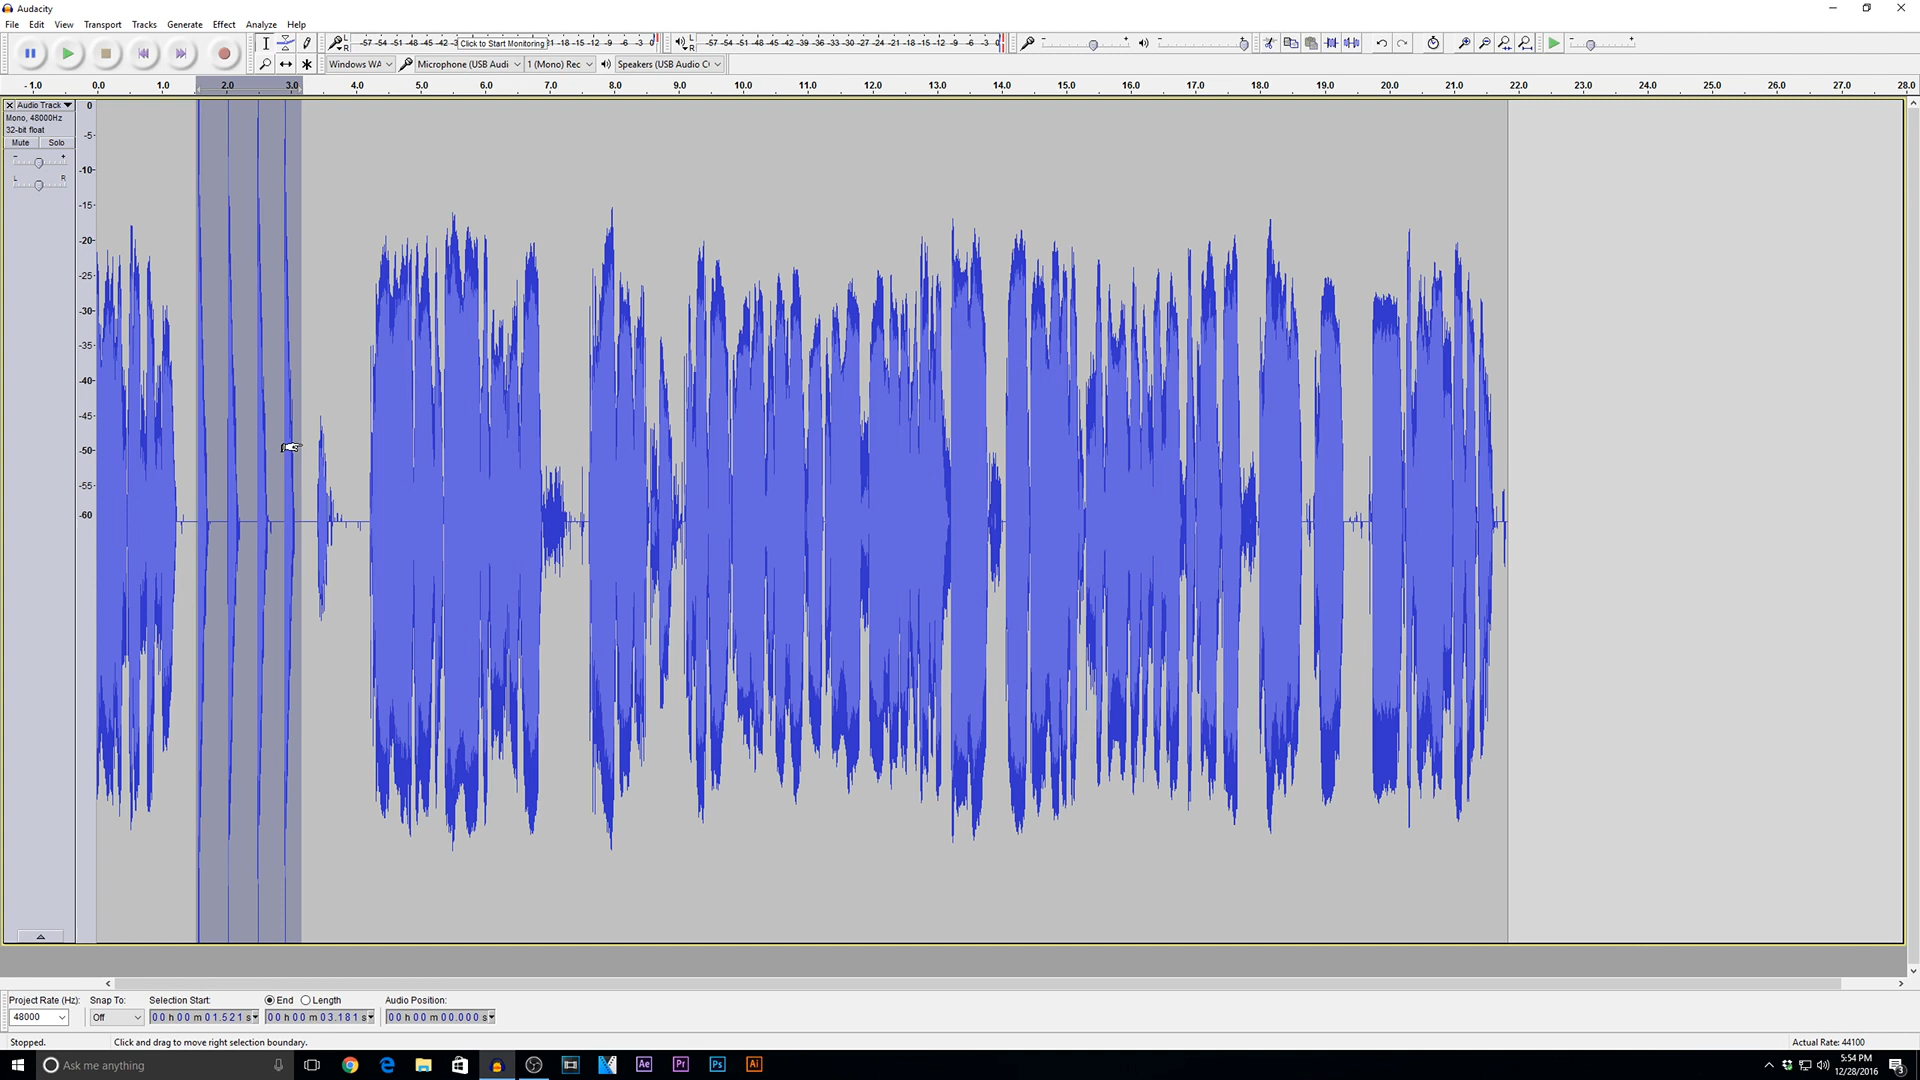 Audacity
File Edit View Transport Tracks Generate Effect Analyze Help
L R -57 -54 -51 -48 -45 -42 -3 Click to Start Monitoring 1 -18 -15 -12 -9 -6 -3 0 L R -57 -54 -51 -48 -45 -42 -39 -36 -33 -30 -27 -24 -21 -18 -15 -12 -9 -6 -3 0
Windows WA Microphone (USB Audi 1 (Mono) Rec Speakers (USB Audio C
-1.0 0.0 1.0 2.0 3.0 4.0 5.0 6.0 7.0 8.0 9.0 10.0 11.0 12.0 13.0 14.0 15.0 16.0 17.0 18.0 19.0 20.0 21.0 22.0 23.0 24.0 25.0 26.0 27.0 28.0
Audio Track
Mono, 48000Hz
32-bit float
Mute Solo
- +
L R
0
-5
-10
-15
-20
-25
-30
-35
-40
-45
-50
-55
-60
Project Rate (Hz): Snap To: Selection Start: End Length Audio Position:
48000 Off 00 h 00 m 01.521 s 00 h 00 m 03.181 s 00 h 00 m 00.000 s
Stopped. Click and drag to move right selection boundary. Actual Rate: 44100
Ask me anything Ae Pr Ps Ai 5:54 PM
12/28/2016 3